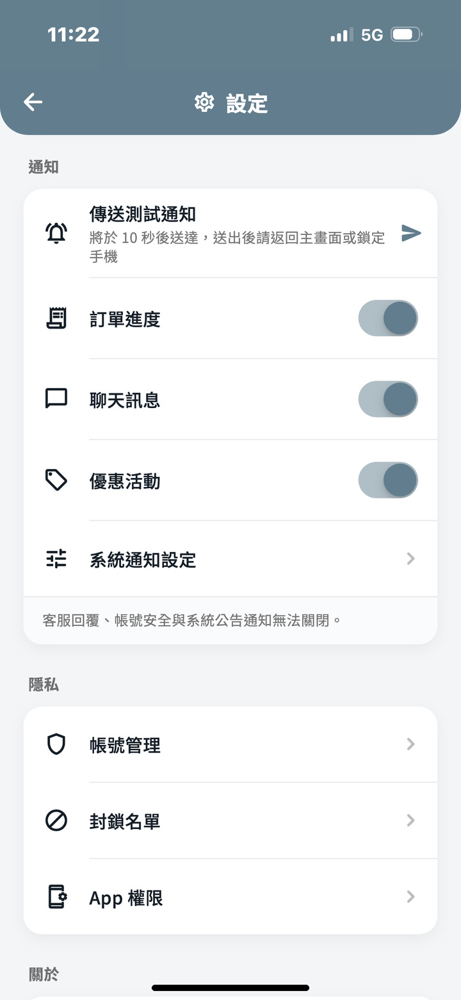 11:22
5G
設定
通知
傳送測試通知
將於 10 秒後送達，送出後請返回主畫面或鎖定
手機
訂單進度
聊天訊息
優惠活動
系統通知設定
客服回覆、帳號安全與系統公告通知無法關閉。
隱私
帳號管理
封鎖名單
App 權限
關於